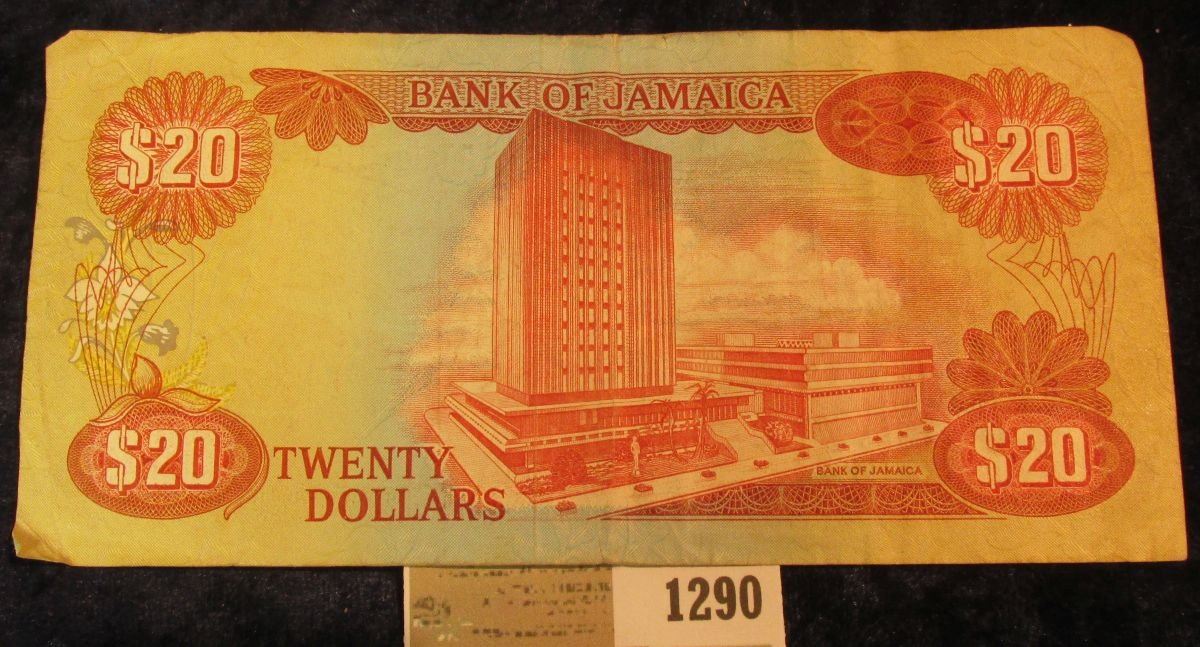 BANK OF JAMAICA
$20
$20
BANK OF JAMAICA
$20
TWENTY
DOLLARS
$20
1290